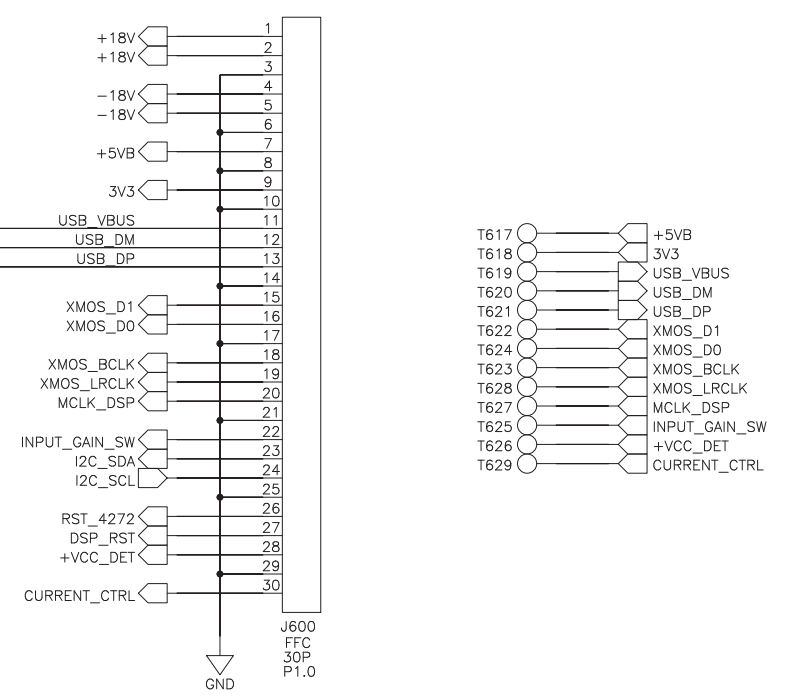 +18V 1
+18V 2
3
-18V 4
-18V 5
6
+5VB 7
8
3V3 9
10
USB_VBUS 11
USB_DM 12
USB_DP 13
14
XMOS_D1 15
XMOS_D0 16
17
XMOS_BCLK 18
XMOS_LRCLK 19
MCLK_DSP 20
21
INPUT_GAIN_SW 22
I2C_SDA 23
I2C_SCL 24
25
RST_4272 26
DSP_RST 27
+VCC_DET 28
29
CURRENT_CTRL 30
J600
FFC
30P
P1.0
GND
T617 +5VB
T618 3V3
T619 USB_VBUS
T620 USB_DM
T621 USB_DP
T622 XMOS_D1
T624 XMOS_D0
T623 XMOS_BCLK
T628 XMOS_LRCLK
T627 MCLK_DSP
T625 INPUT_GAIN_SW
T626 +VCC_DET
T629 CURRENT_CTRL